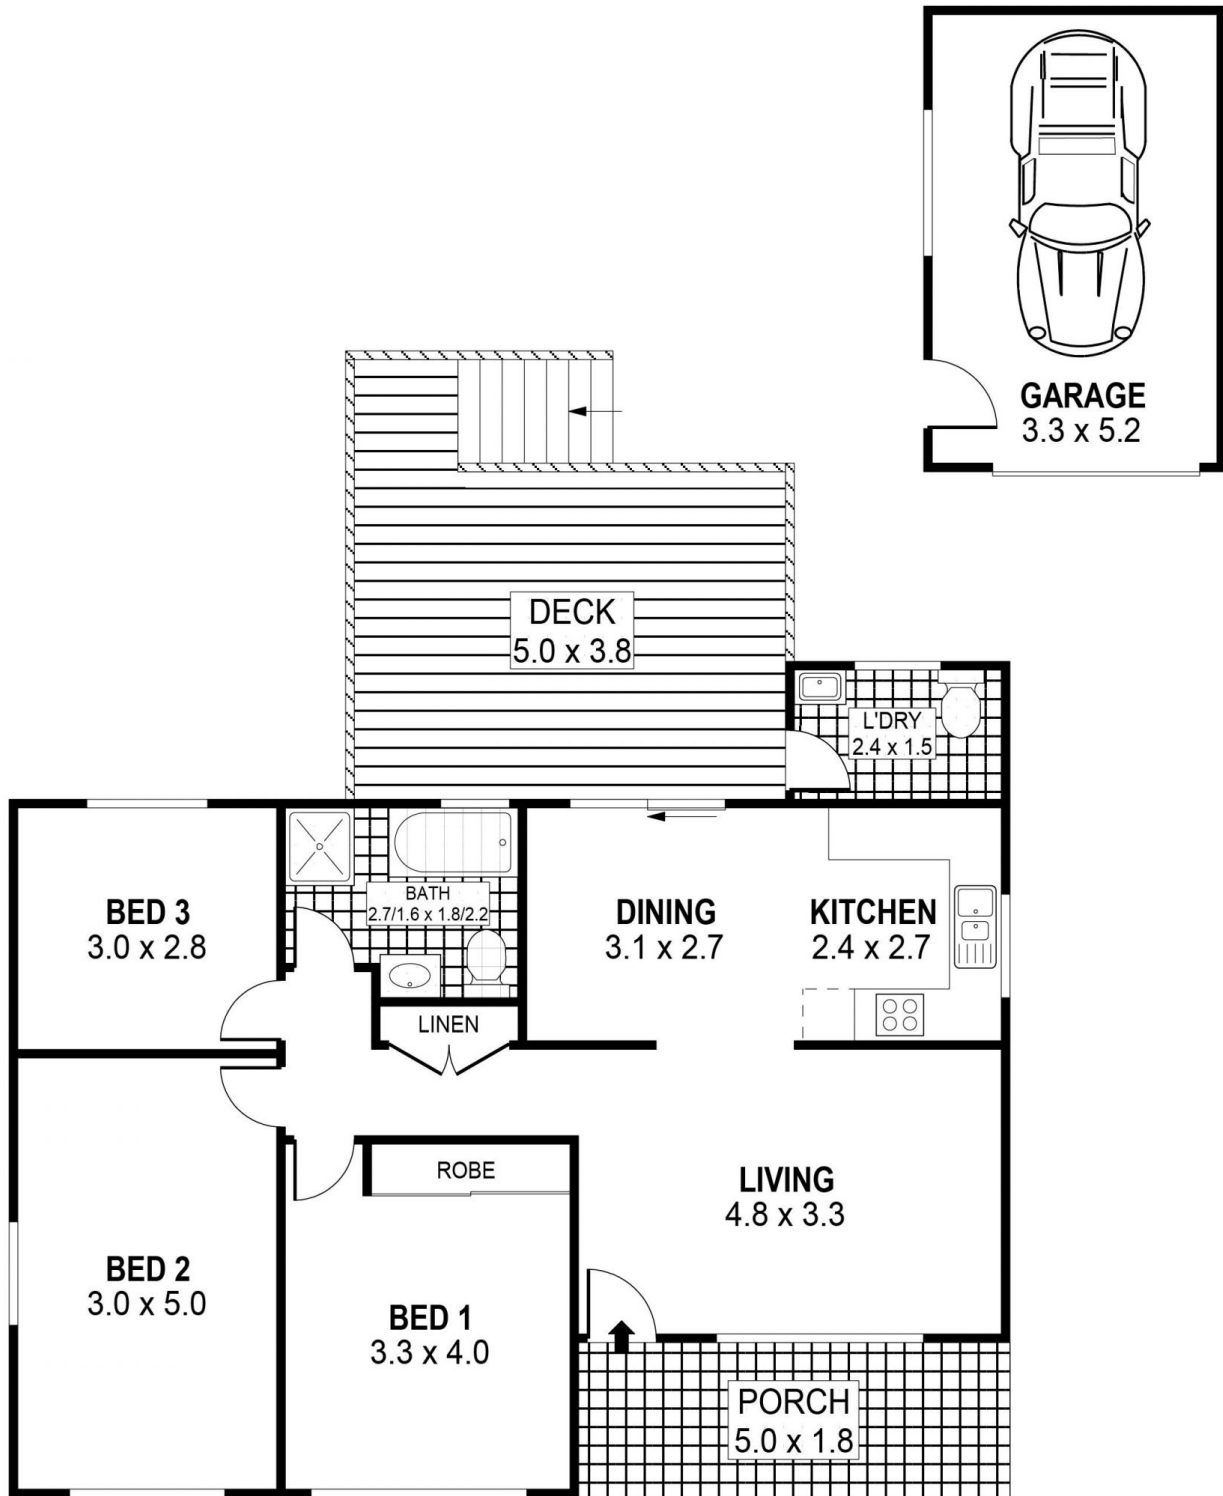 GARAGE
3.3 x 5.2
DECK
5.0 x 3.8
L'DRY
2.4 x 1.5
BED 3
3.0 x 2.8
BATH
2.7/1.6 x 1.8/2.2
DINING
3.1 x 2.7
KITCHEN
2.4 x 2.7
LINEN
ROBE
LIVING
4.8 x 3.3
BED 2
3.0 x 5.0
BED 1
3.3 x 4.0
PORCH
5.0 x 1.8